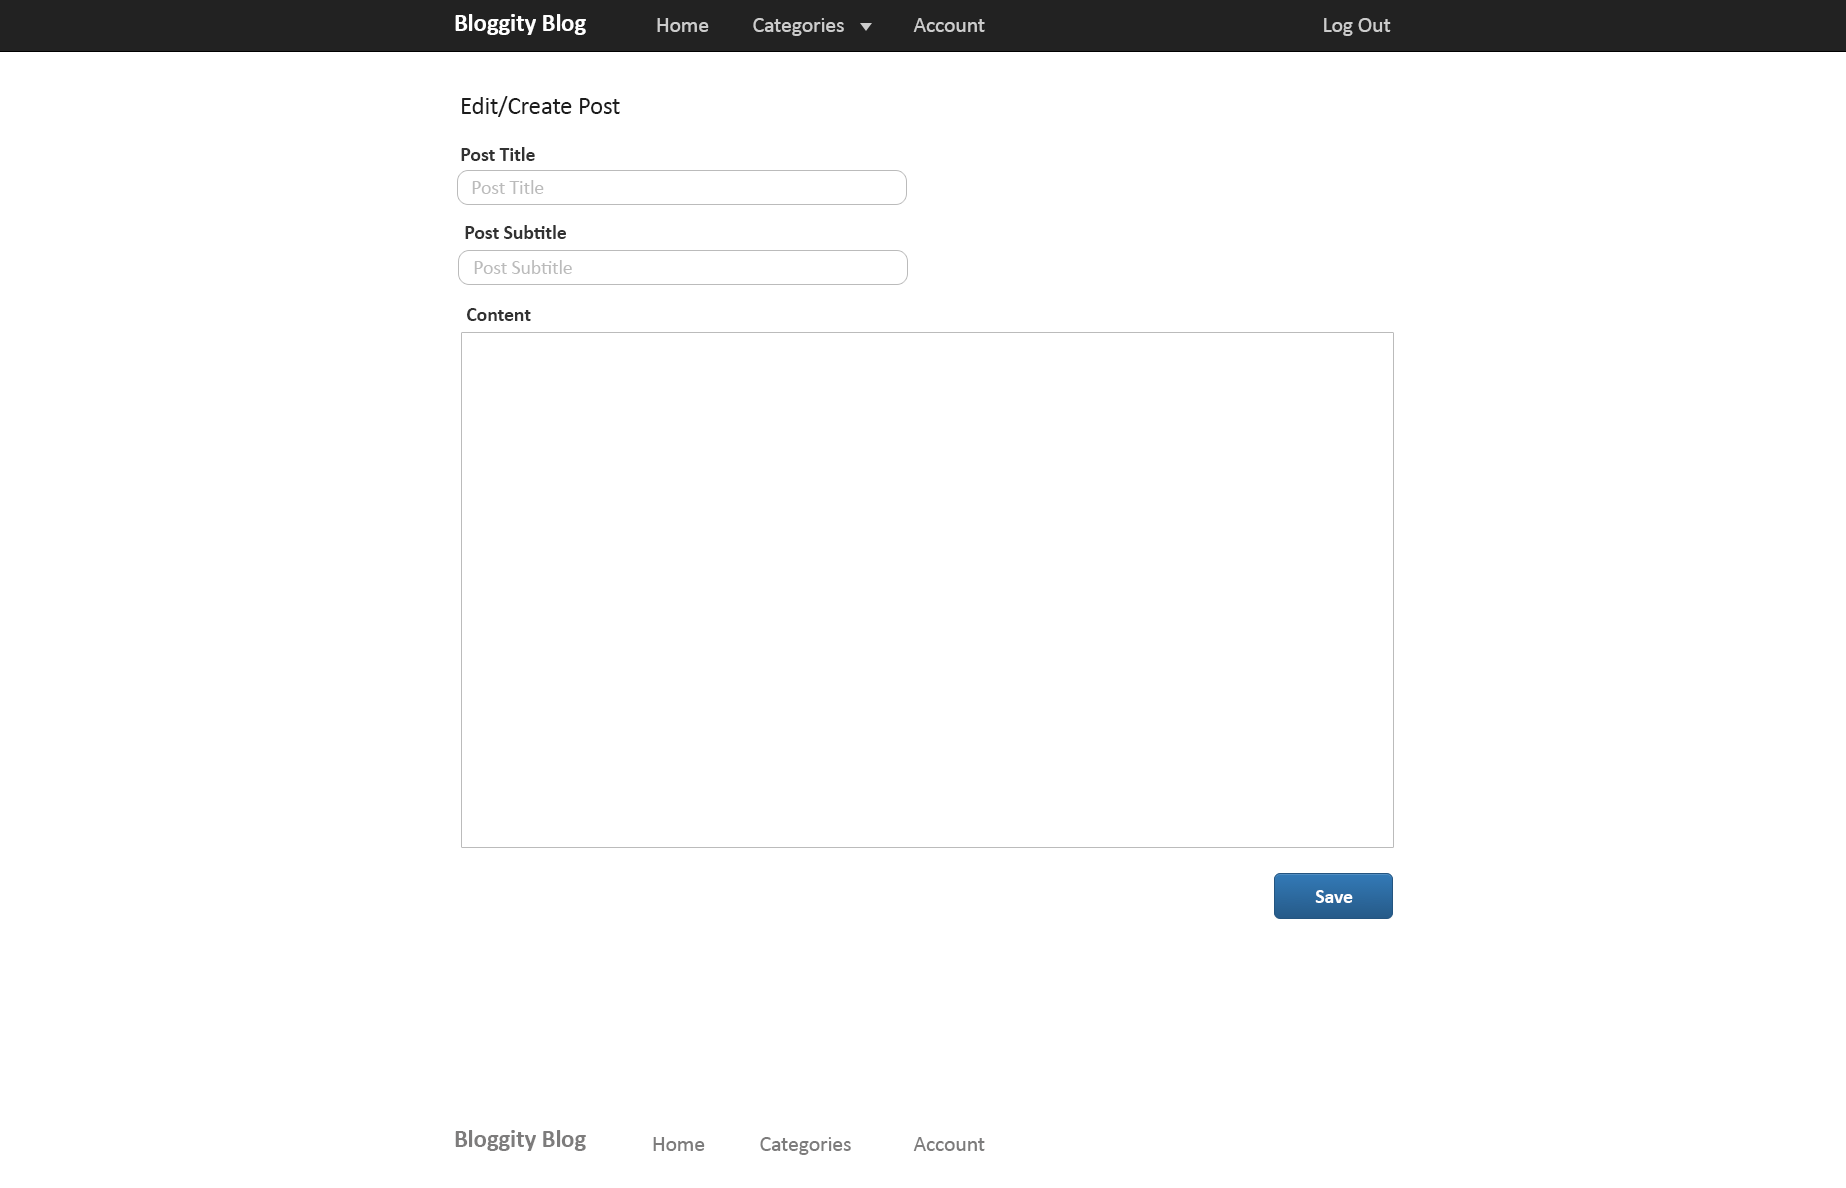 Bloggity Blog Home Categories Account Log Out
Edit/Create Post
Post Title
Post Title
Post Subtitle
Post Subtitle
Content
Save
Bloggity Blog Home Categories Account